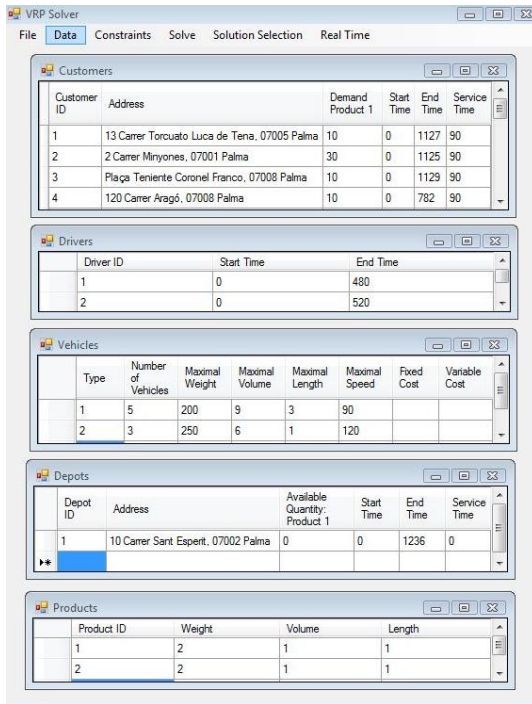 VRP Solver
File Data Constraints Solve Solution Selection Real Time
Customers
Customer ID Address Demand Product 1 Start Time End Time Service Time
1 13 Carrer Torcuato Luca de Tena, 07005 Palma 10 0 1127 90
2 2 Carrer Minyones, 07001 Palma 30 0 1125 90
3 Plaça Teniente Coronel Franco, 07008 Palma 10 0 1129 90
4 120 Carrer Aragó, 07008 Palma 10 0 782 90
Drivers
Driver ID Start Time End Time
1 0 480
2 0 520
Vehicles
Type Number of Vehicles Maximal Weight Maximal Volume Maximal Length Maximal Speed Fixed Cost Variable Cost
1 5 200 9 3 90
2 3 250 6 1 120
Depots
Depot ID Address Available Quantity: Product 1 Start Time End Time Service Time
1 10 Carrer Sant Esperit, 07002 Palma 0 0 1236 0
Products
Product ID Weight Volume Length
1 2 1 1
2 2 1 1